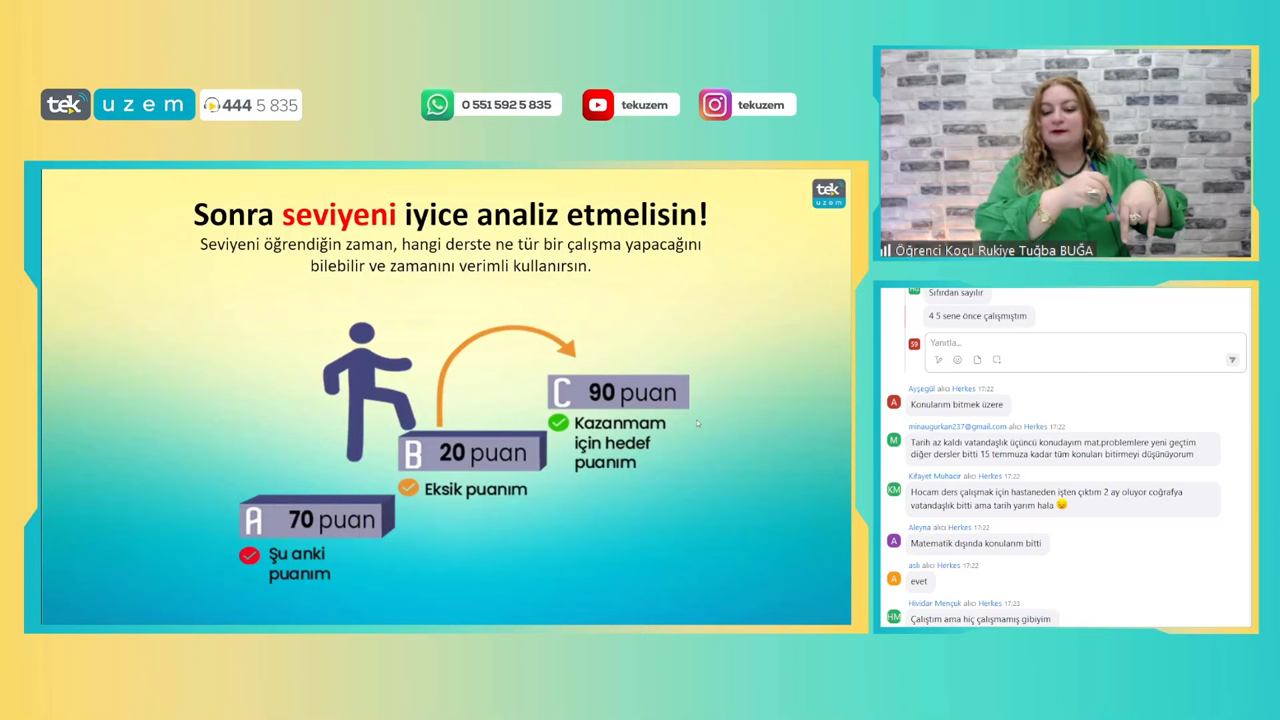 tek
uzem
444 5 835
0 551 592 5 835
tekuzem
tekuzem
tek
uzem
Sonra seviyeni iyice analiz etmelisin!
Seviyeni öğrendiğin zaman, hangi derste ne tür bir çalışma yapacağını
bilebilir ve zamanını verimli kullanırsın.
C 90 puan
Kazanmam
için hedef
puanım
B 20 puan
Eksik puanım
A 70 puan
Şu anki
puanım
Öğrenci Koçu Rukiye Tuğba BUĞA
Sıfırdan sayılır
4 5 sene önce çalışmıştım
S9
Yanıtla...
Ayşegül alıcı Herkes 17:22
A
Konularım bitmek üzere
minaugurkan237@gmail.com alıcı Herkes 17:22
M
Tarih az kaldı vatandaşlık üçüncü konudayım mat.problemlere yeni geçtim
diğer dersler bitti 15 temmuza kadar tüm konuları bitirmeyi düşünüyorum
Kifayet Muhacır alıcı Herkes 17:22
KM
Hocam ders çalışmak için hastaneden işten çıktım 2 ay oluyor coğrafya
vatandaşlık bitti ama tarih yarım hala
Aleyna alıcı Herkes 17:22
A
Matematik dışında konularım bitti
aslı alıcı Herkes 17:22
A
evet
Hividar Mençuk alıcı Herkes 17:23
HM
Çalıştım ama hiç çalışmamış gibiyim